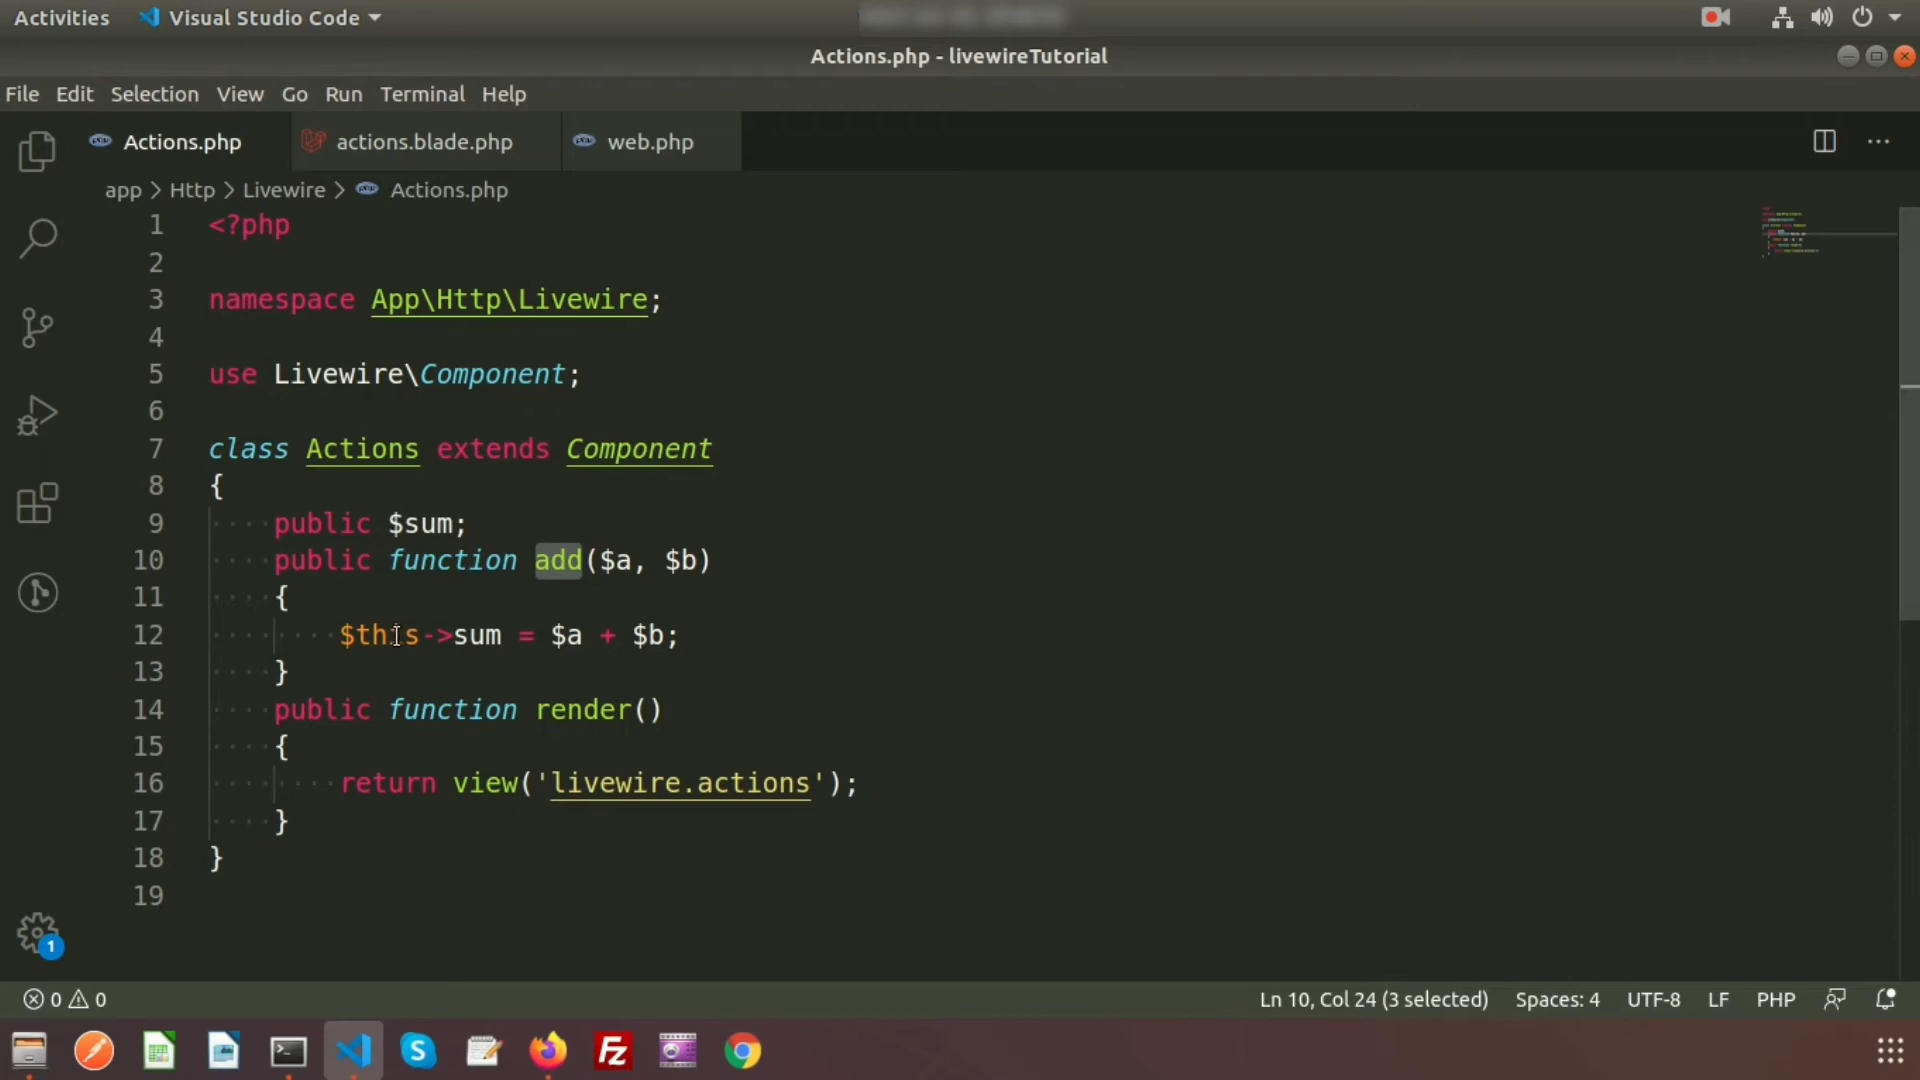 Activities Visual Studio Code
Actions.php - livewireTutorial
File Edit Selection View Go Run Terminal Help
Actions.php actions.blade.php web.php
app > Http > Livewire > Actions.php
1 <?php
2
3 namespace App\Http\Livewire;
4
5 use Livewire\Component;
6
7 class Actions extends Component
8 {
9 public $sum;
10 public function add($a, $b)
11 {
12 $this->sum = $a + $b;
13 }
14 public function render()
15 {
16 return view('livewire.actions');
17 }
18 }
19
1
0 0 Ln 10, Col 24 (3 selected) Spaces: 4 UTF-8 LF PHP
S Fz